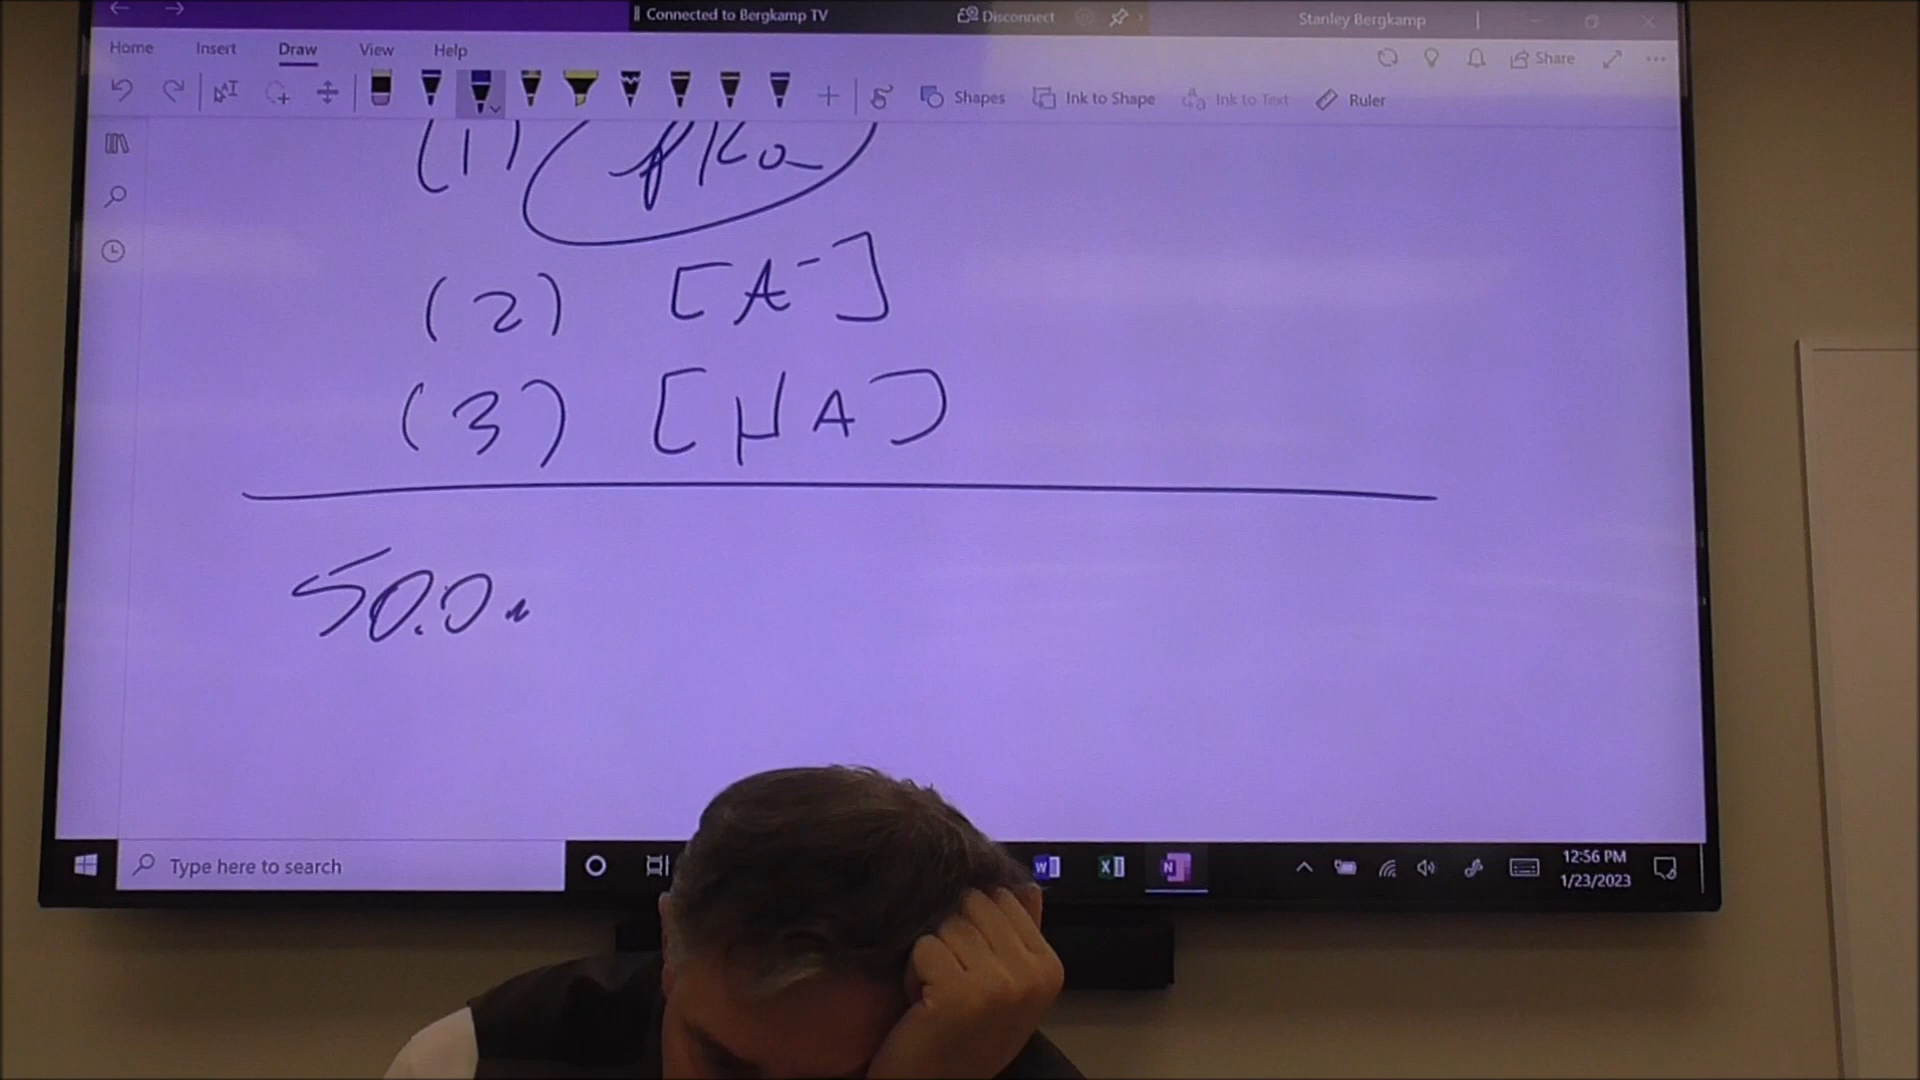 Connected to Bergkamp TV Disconnect Stanley Bergkamp
Home Insert Draw View Help Share
Shapes Ink to Shape Ink to Text Ruler
(1) pKa
(2) [A⁻]
(3) [HA]
50.0
Type here to search
12:56 PM
1/23/2023